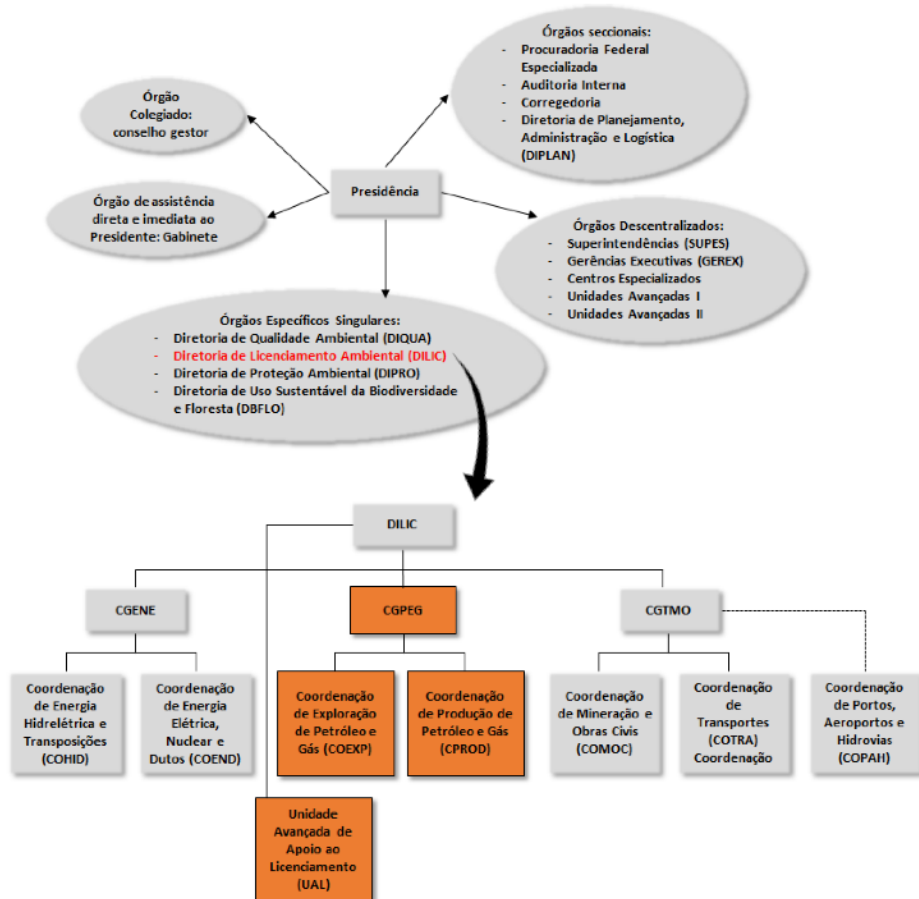 Órgãos seccionais:
- Procuradoria Federal
Especializada
- Auditoria Interna
- Corregedoria
- Diretoria de Planejamento,
Administração e Logística
(DIPLAN)
Órgão
Colegiado:
conselho gestor
Presidência
Órgão de assistência
direta e imediata ao
Presidente: Gabinete
Órgãos Descentralizados:
- Superintendências (SUPES)
- Gerências Executivas (GEREX)
- Centros Especializados
- Unidades Avançadas I
- Unidades Avançadas II
Órgãos Específicos Singulares:
- Diretoria de Qualidade Ambiental (DIQUA)
- Diretoria de Licenciamento Ambiental (DILIC)
- Diretoria de Proteção Ambiental (DIPRO)
- Diretoria de Uso Sustentável da Biodiversidade
e Floresta (DBFLO)
DILIC
CGENE
CGPEG
CGTMO
Coordenação
de Energia
Hidrelétrica e
Transposições
(COHID)
Coordenação
de Energia
Elétrica,
Nuclear e
Dutos (COEND)
Coordenação
de Exploração
de Petróleo e
Gás (COEXP)
Coordenação
de Produção de
Petróleo e Gás
(CPROD)
Coordenação
de Mineração e
Obras Civis
(COMOC)
Coordenação
de
Transportes
(COTRA)
Coordenação
Coordenação
de Portos,
Aeroportos e
Hidrovias
(COPAH)
Unidade
Avançada de
Apoio ao
Licenciamento
(UAL)